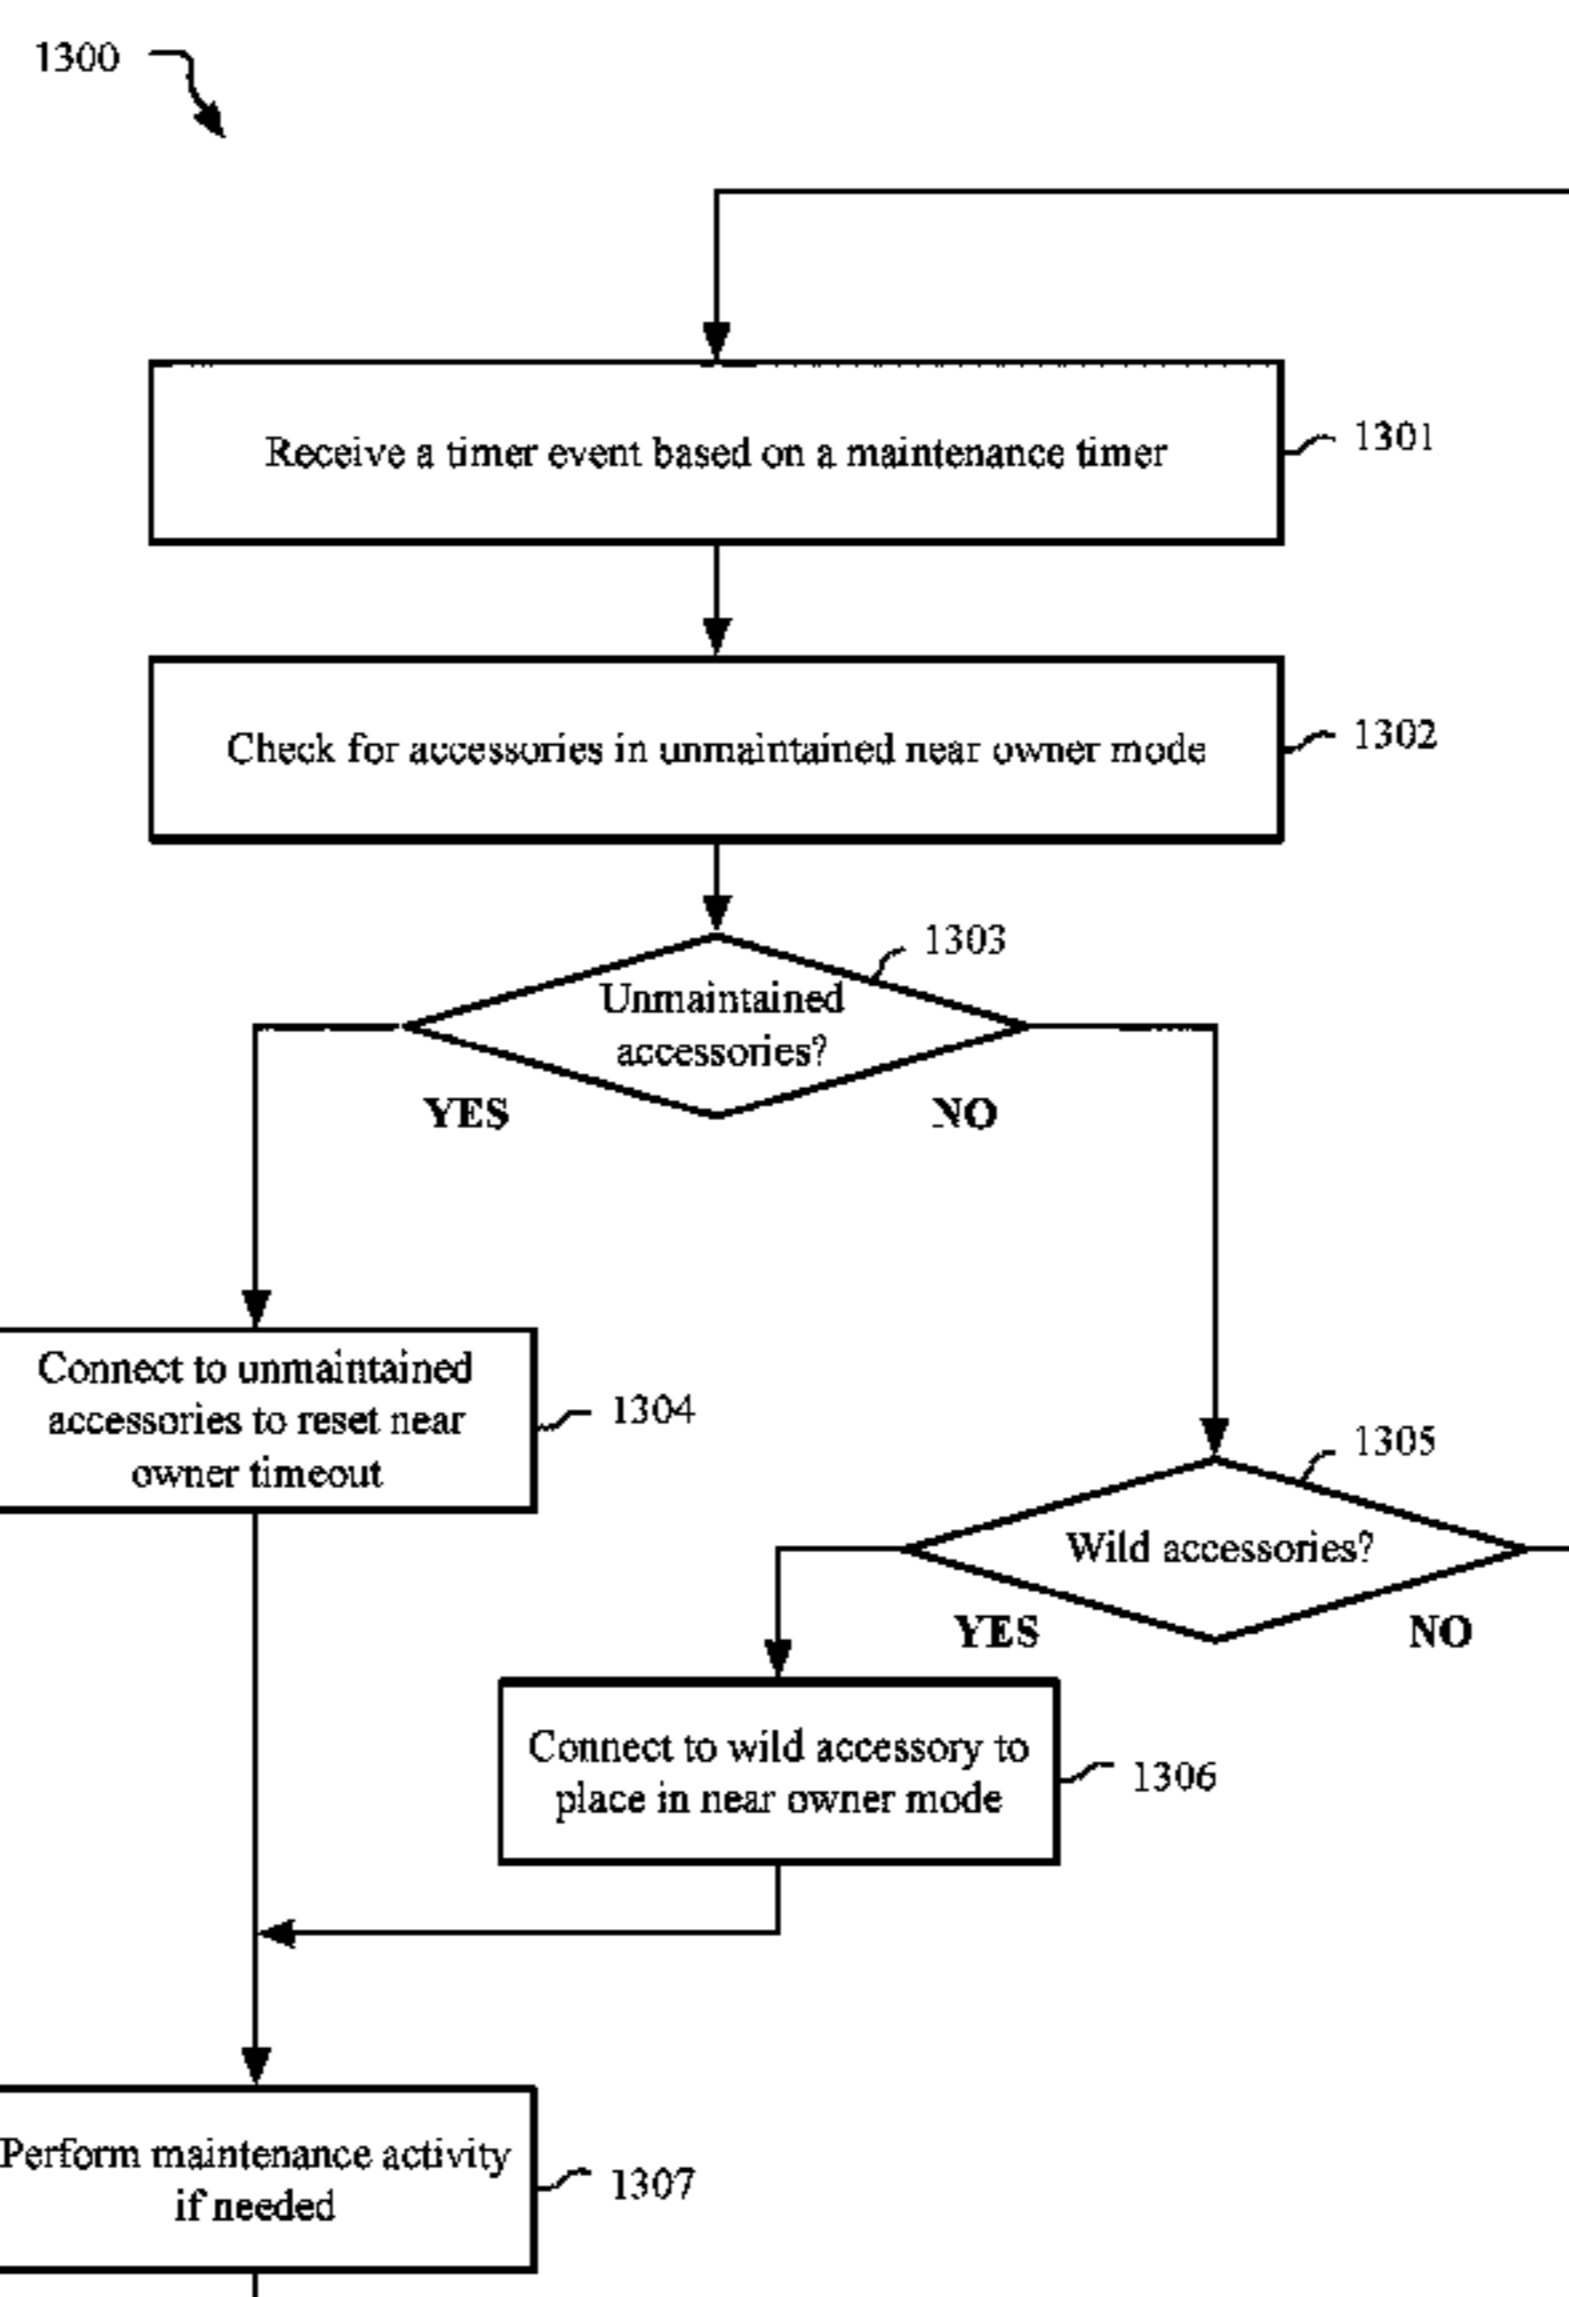 1300
Receive a timer event based on a maintenance timer
1301
Check for accessories in unmaintained near owner mode
1302
1303
Unmaintained
accessories?
YES
NO
Connect to unmaintained
accessories to reset near
owner timeout
1304
1305
Wild accessories?
YES
NO
Connect to wild accessory to
place in near owner mode
1306
Perform maintenance activity
if needed
1307